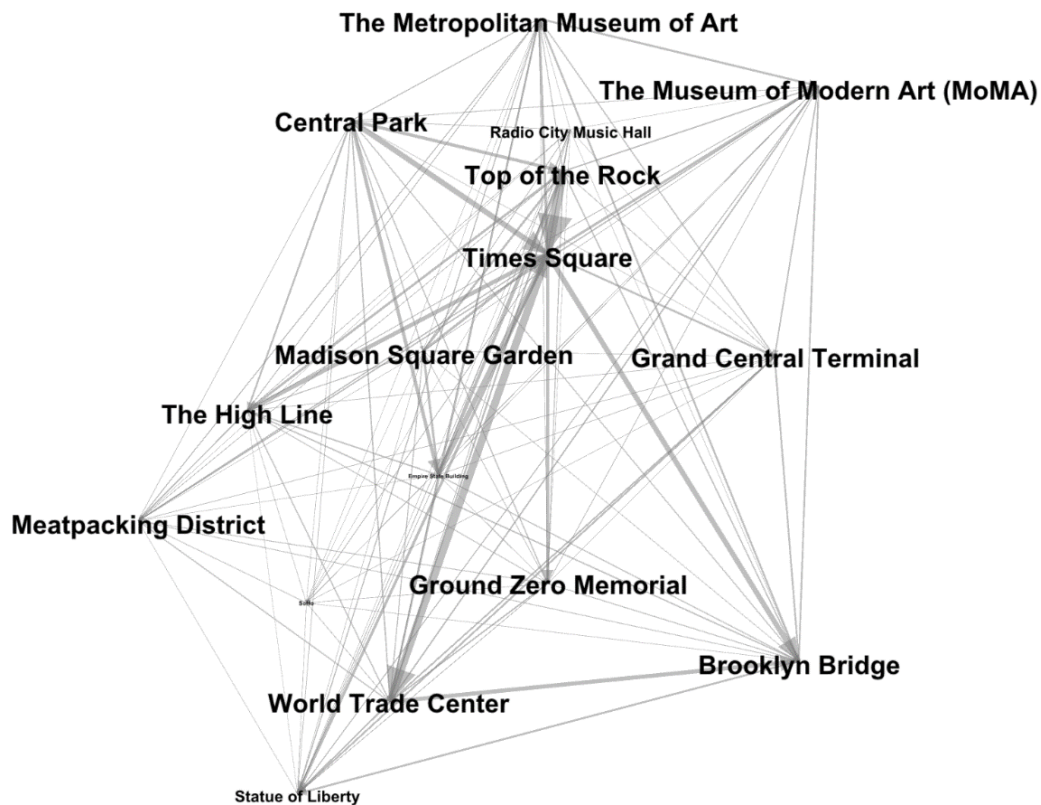 The Metropolitan Museum of Art
The Museum of Modern Art (MoMA)
Central Park
Radio City Music Hall
Top of the Rock
Times Square
Madison Square Garden
Grand Central Terminal
The High Line
Empire State Building
Meatpacking District
Ground Zero Memorial
SoHo
Brooklyn Bridge
World Trade Center
Statue of Liberty